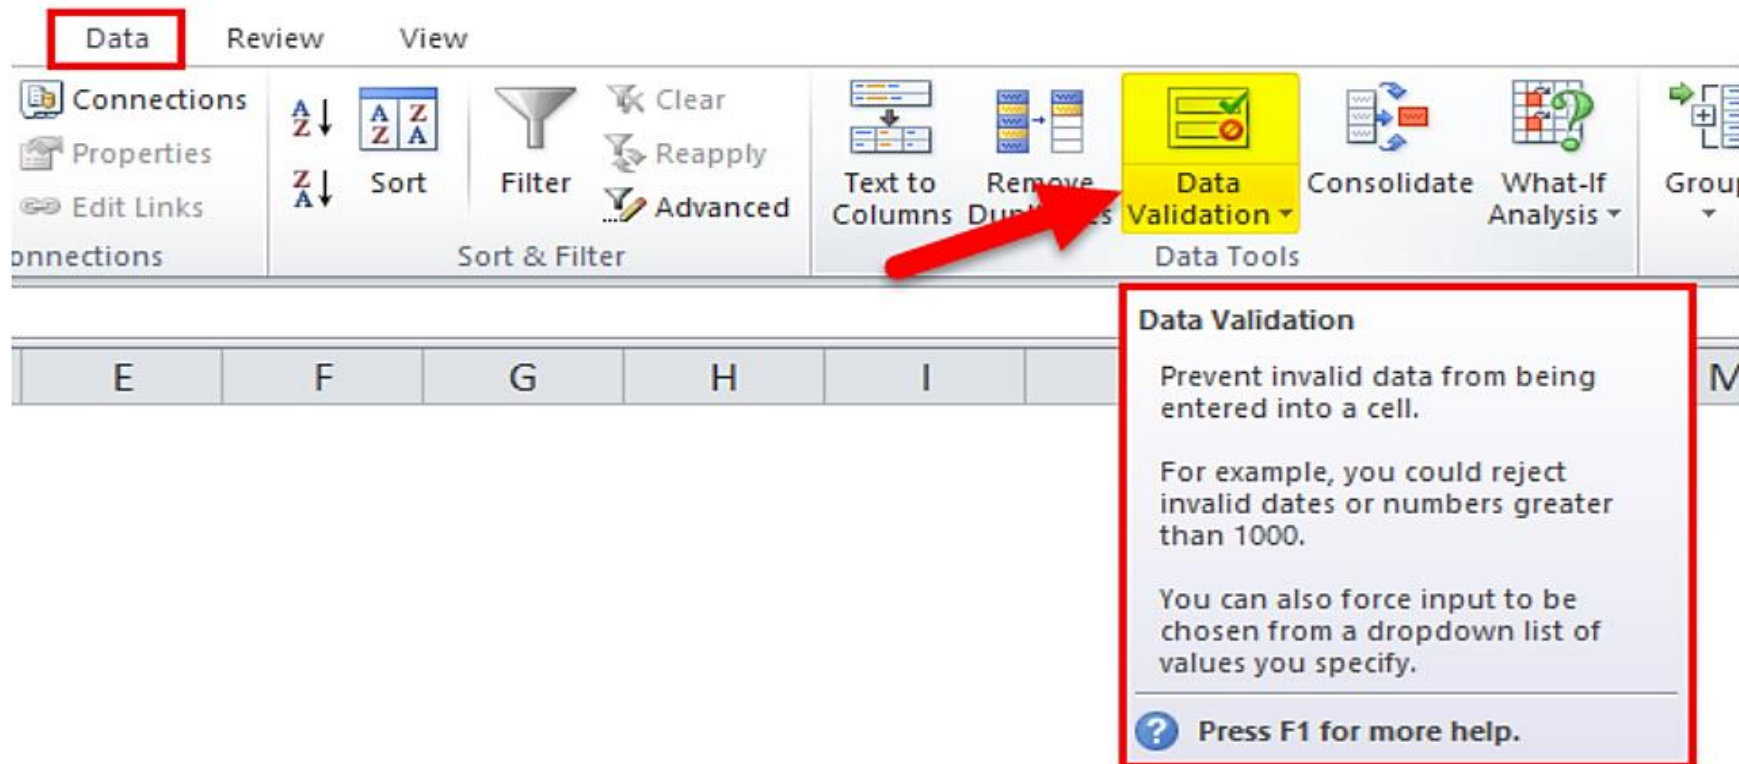 Data Review View
Connections
Properties
Edit Links
onnections
A
Z
Z
A
A Z
Z A
Sort
Filter
Clear
Reapply
Advanced
Sort & Filter
Text to
Columns
Remove
Data
Validation
Consolidate
What-If
Analysis
Data Tools
Group
E F G H I M
Data Validation
Prevent invalid data from being
entered into a cell.
For example, you could reject
invalid dates or numbers greater
than 1000.
You can also force input to be
chosen from a dropdown list of
values you specify.
? Press F1 for more help.